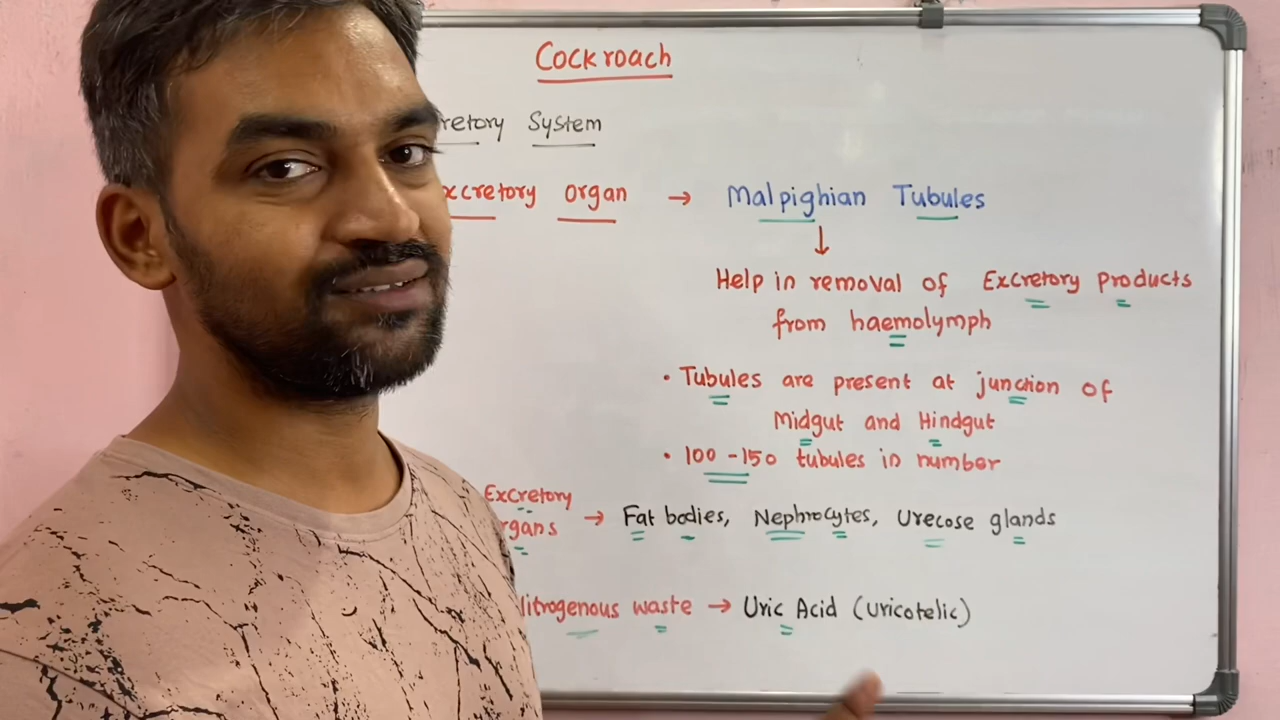 Cockroach
retory System
xcretory organ → Malpighian Tubules
↓
Help in removal of Excretory products
from haemolymph
• Tubules are present at junction of
Midgut and Hindgut
• 100-150 tubules in number
Excretory
rgans → Fat bodies, Nephrocytes, Urecose glands
itrogenous waste → Uric Acid (Uricotelic)